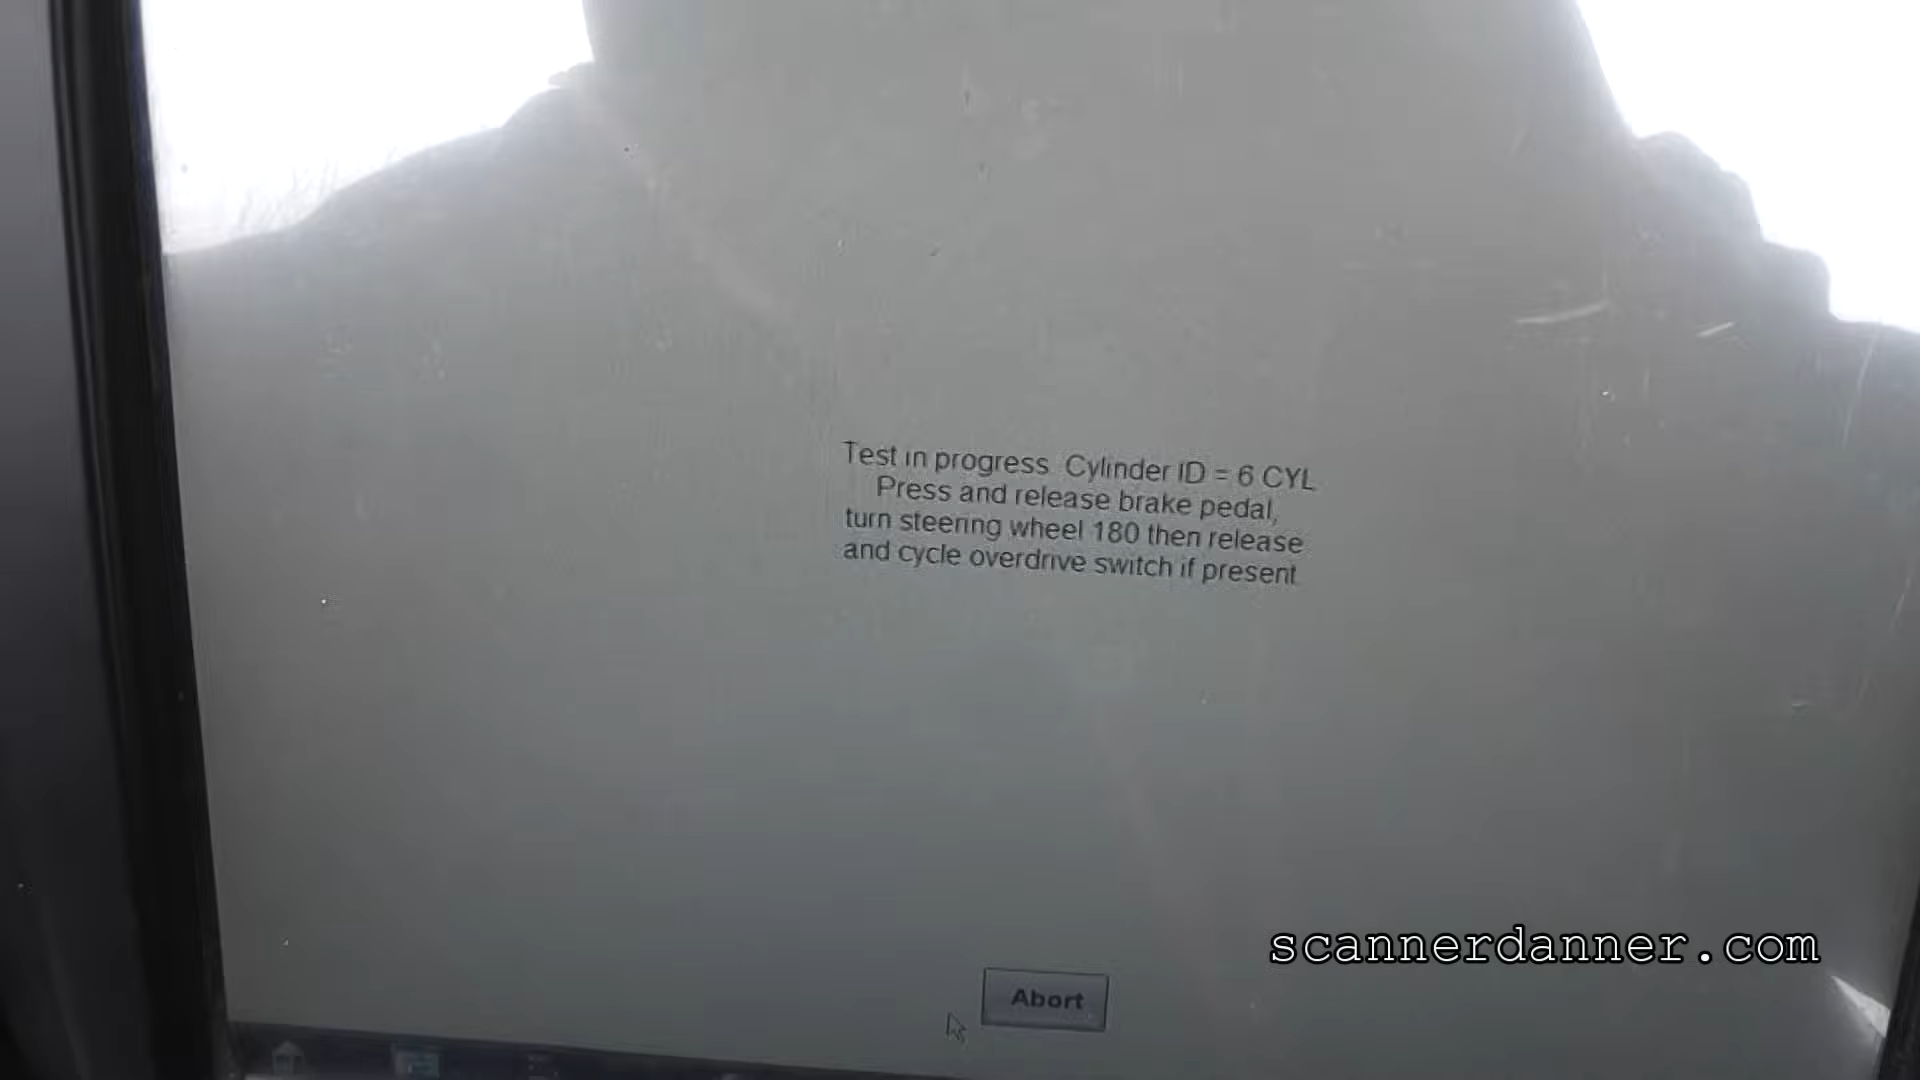 Test in progress Cylinder ID = 6 CYL
Press and release brake pedal,
turn steering wheel 180 then release
and cycle overdrive switch if present
scannerdanner.com
Abort